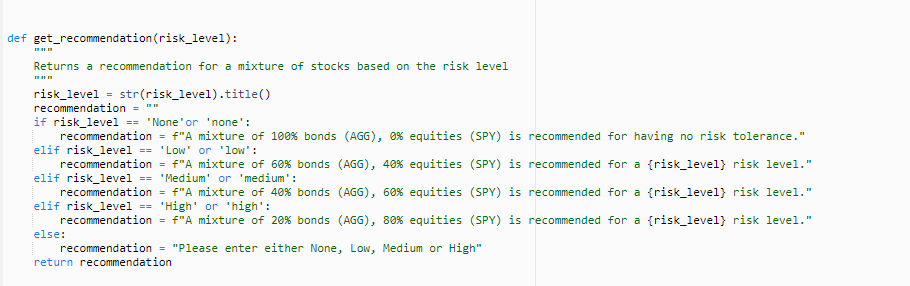 def get_recommendation(risk_level):
    """
    Returns a recommendation for a mixture of stocks based on the risk level
    """
    risk_level = str(risk_level).title()
    recommendation = ""
    if risk_level == 'None'or 'none':
        recommendation = f"A mixture of 100% bonds (AGG), 0% equities (SPY) is recommended for having no risk tolerance."
    elif risk_level == 'Low' or 'low':
        recommendation = f"A mixture of 60% bonds (AGG), 40% equities (SPY) is recommended for a {risk_level} risk level."
    elif risk_level == 'Medium' or 'medium':
        recommendation = f"A mixture of 40% bonds (AGG), 60% equities (SPY) is recommended for a {risk_level} risk level."
    elif risk_level == 'High' or 'high':
        recommendation = f"A mixture of 20% bonds (AGG), 80% equities (SPY) is recommended for a {risk_level} risk level."
    else:
        recommendation = "Please enter either None, Low, Medium or High"
    return recommendation